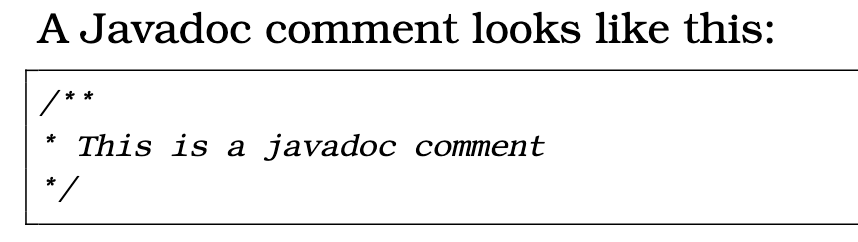 A Javadoc comment looks like this:
/**
* This is a javadoc comment
*/